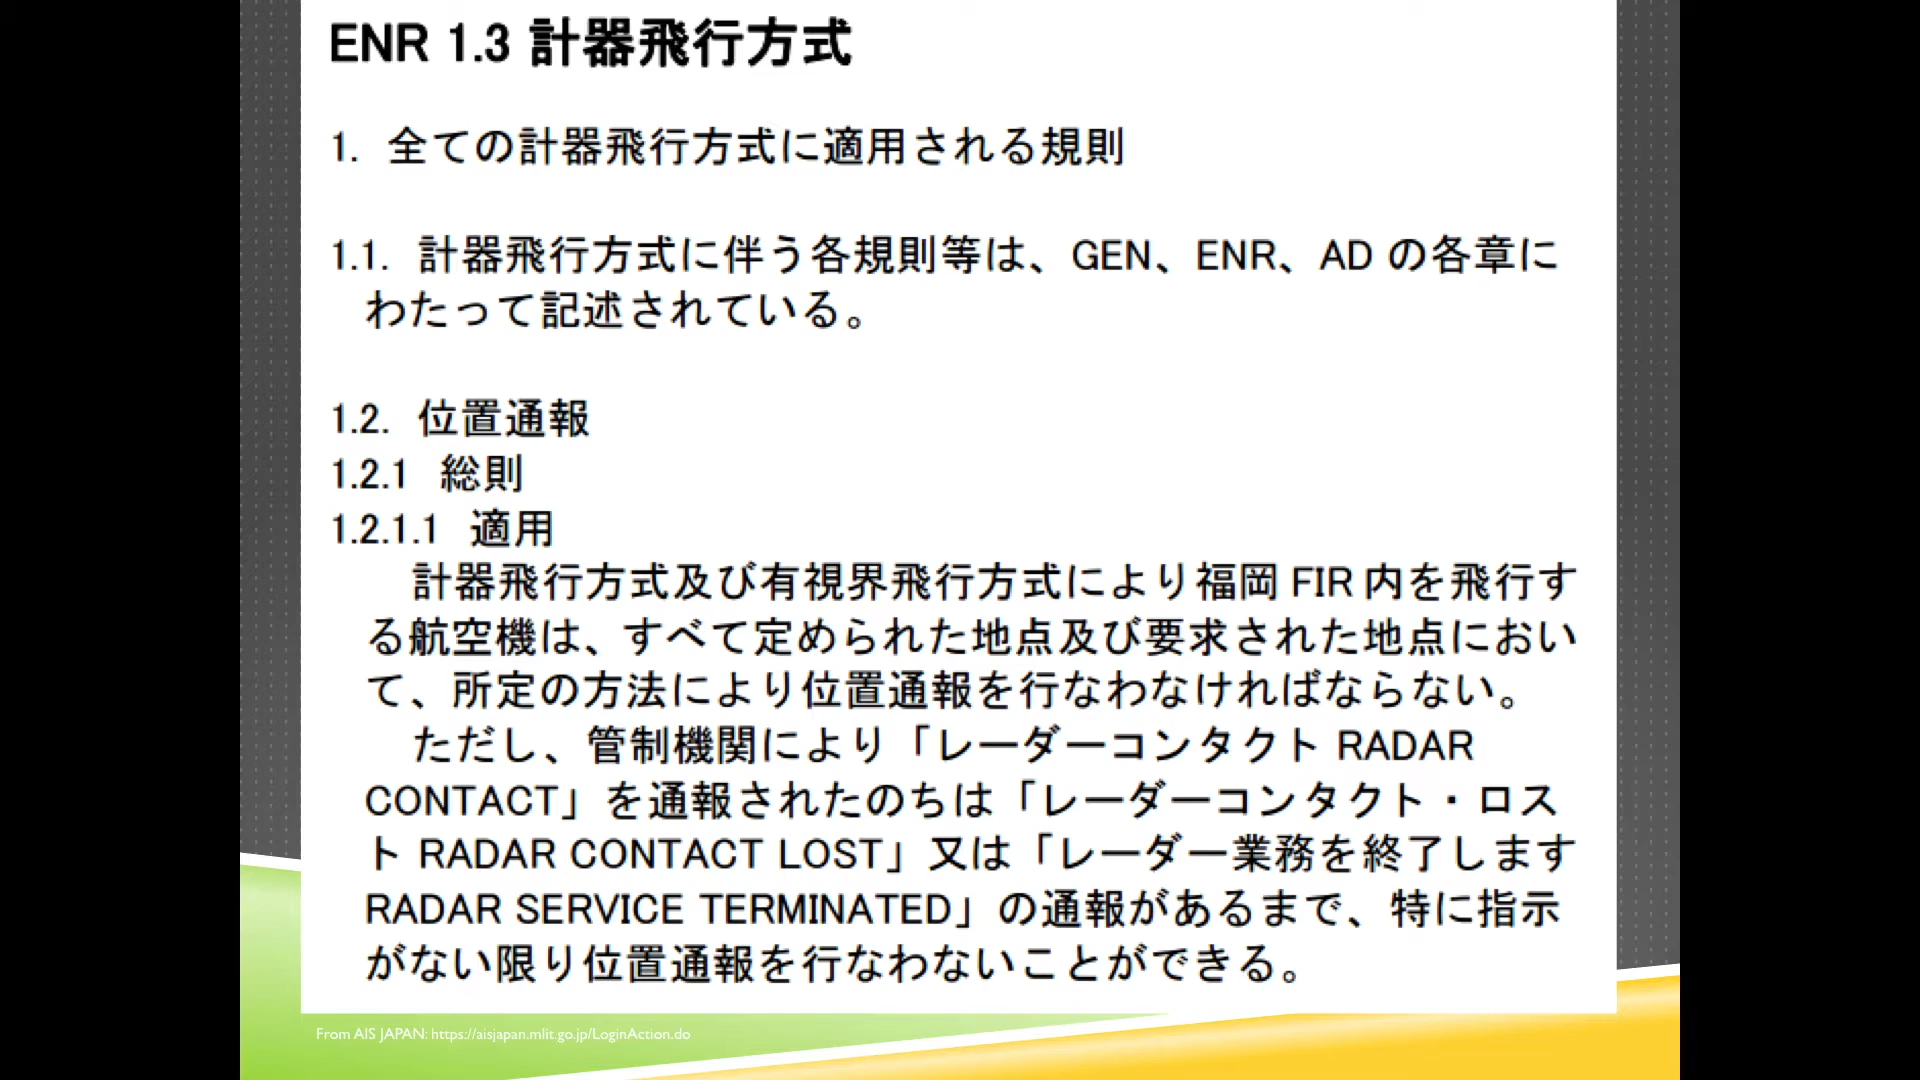 ENR 1.3 計器飛行方式
1. 全ての計器飛行方式に適用される規則
1.1. 計器飛行方式に伴う各規則等は、GEN、ENR、AD の各章に
わたって記述されている。
1.2. 位置通報
1.2.1 総則
1.2.1.1 適用
計器飛行方式及び有視界飛行方式により福岡 FIR 内を飛行す
る航空機は、すべて定められた地点及び要求された地点におい
て、所定の方法により位置通報を行なわなければならない。
ただし、管制機関により「レーダーコンタクト RADAR
CONTACT」を通報されたのちは「レーダーコンタクト・ロス
ト RADAR CONTACT LOST」又は「レーダー業務を終了します
RADAR SERVICE TERMINATED」の通報があるまで、特に指示
がない限り位置通報を行なわないことができる。
From AIS JAPAN: https://aisjapan.mlit.go.jp/LoginAction.do